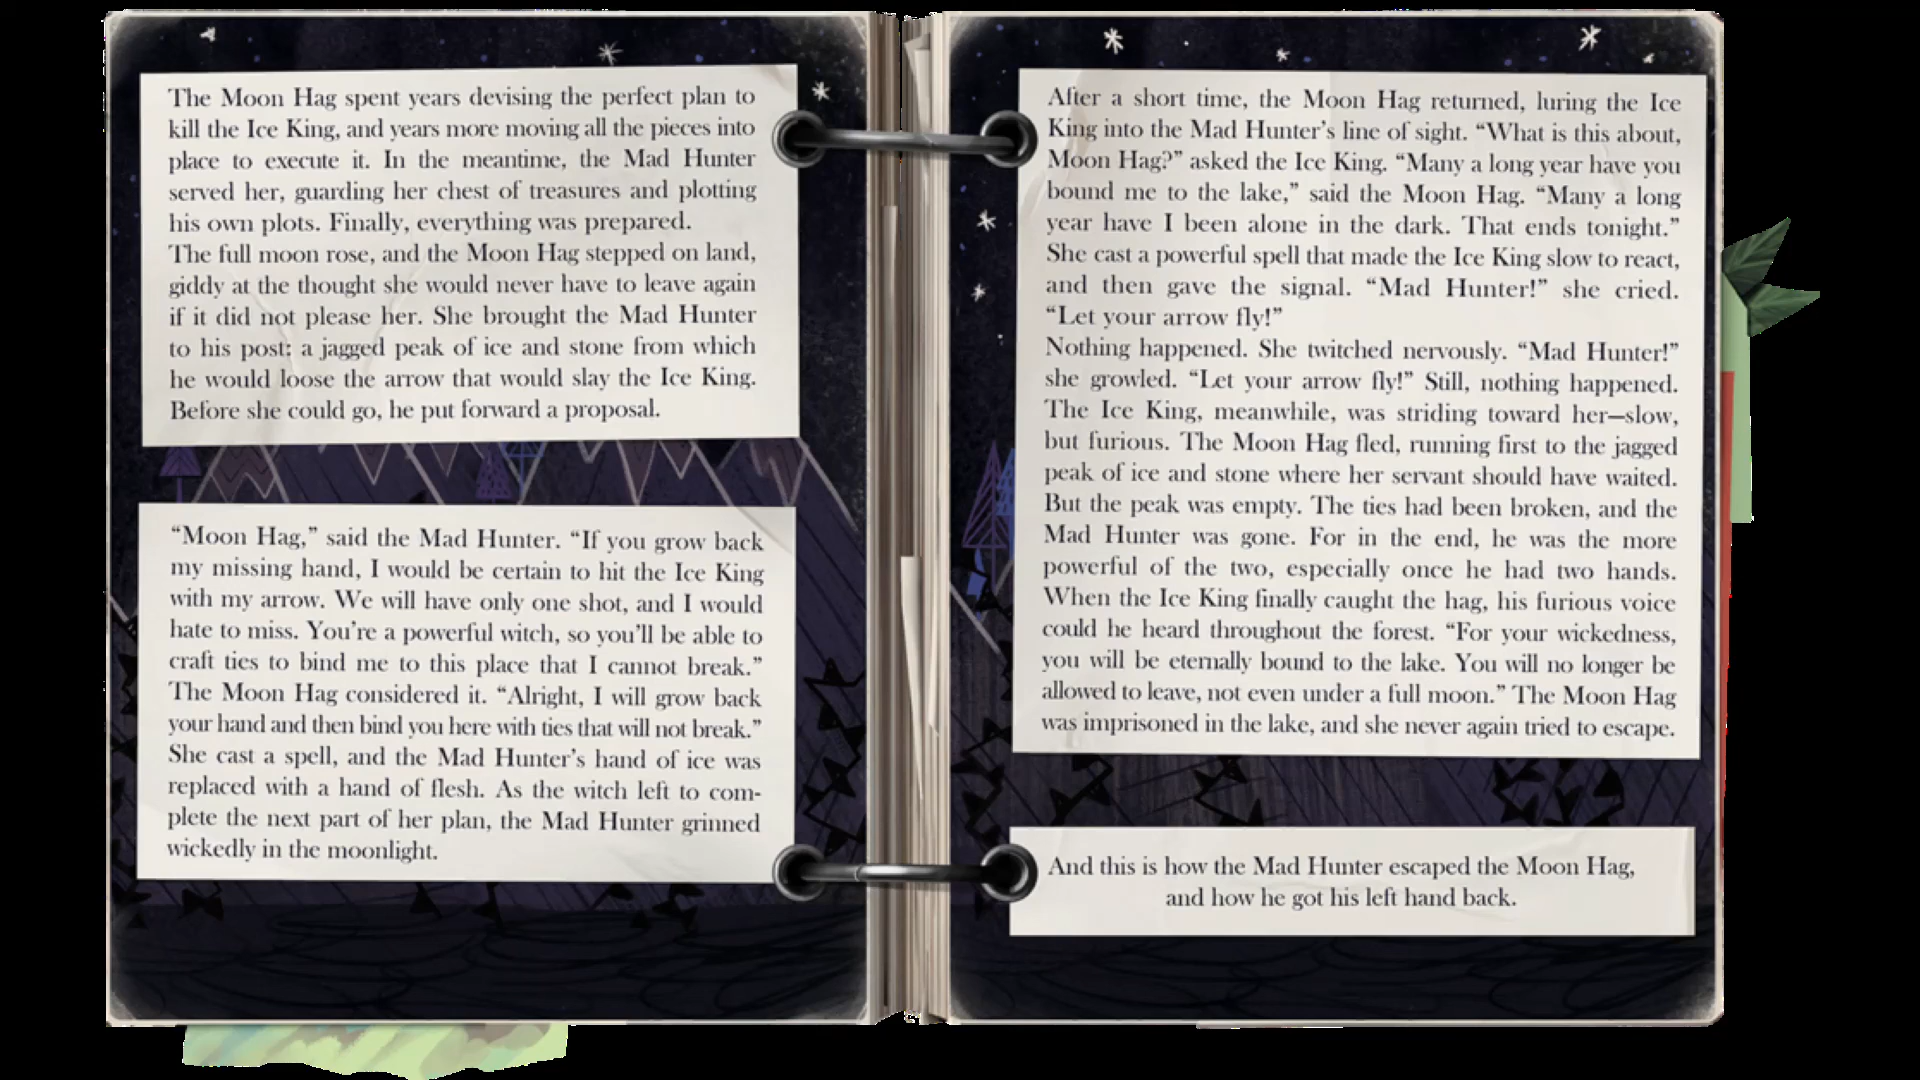 The Moon Hag spent years devising the perfect plan to
kill the Ice King, and years more moving all the pieces into
place to execute it. In the meantime, the Mad Hunter
served her, guarding her chest of treasures and plotting
his own plots. Finally, everything was prepared.
The full moon rose, and the Moon Hag stepped on land,
giddy at the thought she would never have to leave again
if it did not please her. She brought the Mad Hunter
to his post: a jagged peak of ice and stone from which
he would loose the arrow that would slay the Ice King.
Before she could go, he put forward a proposal.
“Moon Hag,” said the Mad Hunter. “If you grow back
my missing hand, I would be certain to hit the Ice King
with my arrow. We will have only one shot, and I would
hate to miss. You’re a powerful witch, so you’ll be able to
craft ties to bind me to this place that I cannot break.”
The Moon Hag considered it. “Alright, I will grow back
your hand and then bind you here with ties that will not break.”
She cast a spell, and the Mad Hunter’s hand of ice was
replaced with a hand of flesh. As the witch left to com-
plete the next part of her plan, the Mad Hunter grinned
wickedly in the moonlight.
After a short time, the Moon Hag returned, luring the Ice
King into the Mad Hunter’s line of sight. “What is this about,
Moon Hag?” asked the Ice King. “Many a long year have you
bound me to the lake,” said the Moon Hag. “Many a long
year have I been alone in the dark. That ends tonight.”
She cast a powerful spell that made the Ice King slow to react,
and then gave the signal. “Mad Hunter!” she cried.
“Let your arrow fly!”
Nothing happened. She twitched nervously. “Mad Hunter!”
she growled. “Let your arrow fly!” Still, nothing happened.
The Ice King, meanwhile, was striding toward her—slow,
but furious. The Moon Hag fled, running first to the jagged
peak of ice and stone where her servant should have waited.
But the peak was empty. The ties had been broken, and the
Mad Hunter was gone. For in the end, he was the more
powerful of the two, especially once he had two hands.
When the Ice King finally caught the hag, his furious voice
could he heard throughout the forest. “For your wickedness,
you will be eternally bound to the lake. You will no longer be
allowed to leave, not even under a full moon.” The Moon Hag
was imprisoned in the lake, and she never again tried to escape.
And this is how the Mad Hunter escaped the Moon Hag,
and how he got his left hand back.